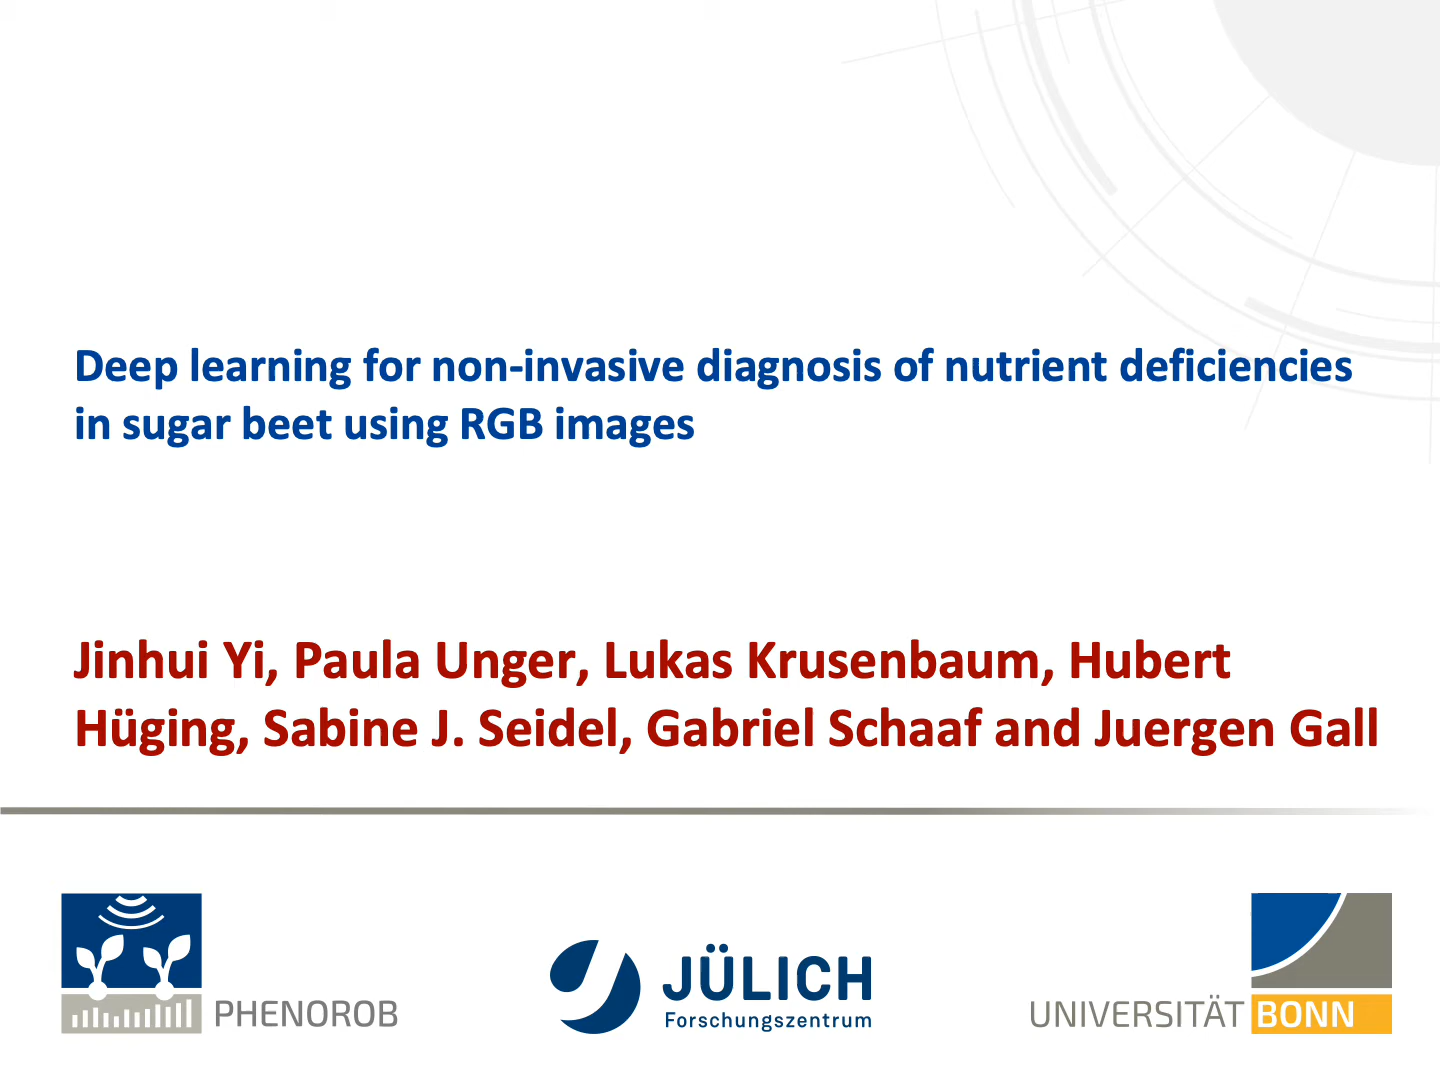 Deep learning for non-invasive diagnosis of nutrient deficiencies
in sugar beet using RGB images
Jinhui Yi, Paula Unger, Lukas Krusenbaum, Hubert
Hüging, Sabine J. Seidel, Gabriel Schaaf and Juergen Gall
PHENOROB
JÜLICH
Forschungszentrum
UNIVERSITÄT BONN